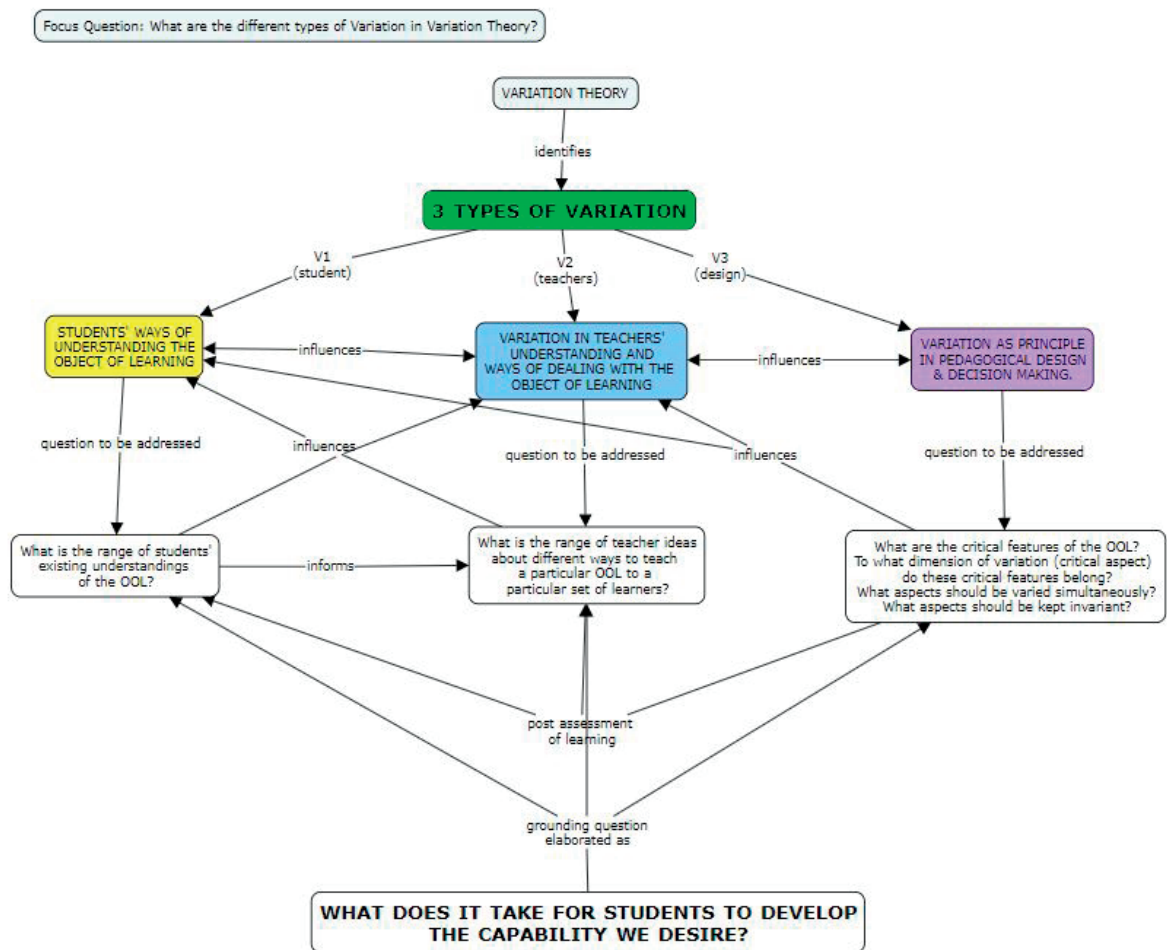 Focus Question: What are the different types of Variation in Variation Theory?
VARIATION THEORY
identifies
3 TYPES OF VARIATION
V1
(student)
V2
(teachers)
V3
(design)
STUDENTS' WAYS OF
UNDERSTANDING THE
OBJECT OF LEARNING
influences
VARIATION IN TEACHERS'
UNDERSTANDING AND
WAYS OF DEALING WITH THE
OBJECT OF LEARNING
influences
VARIATION AS PRINCIPLE
IN PEDAGOGICAL DESIGN
& DECISION MAKING.
question to be addressed
influences
question to be addressed
influences
question to be addressed
What is the range of students'
existing understandings
of the OOL?
informs
What is the range of teacher ideas
about different ways to teach
a particular OOL to a
particular set of learners?
What are the critical features of the OOL?
To what dimension of variation (critical aspect)
do these critical features belong?
What aspects should be varied simultaneously?
What aspects should be kept invariant?
post assessment
of learning
grounding question
elaborated as
WHAT DOES IT TAKE FOR STUDENTS TO DEVELOP
THE CAPABILITY WE DESIRE?